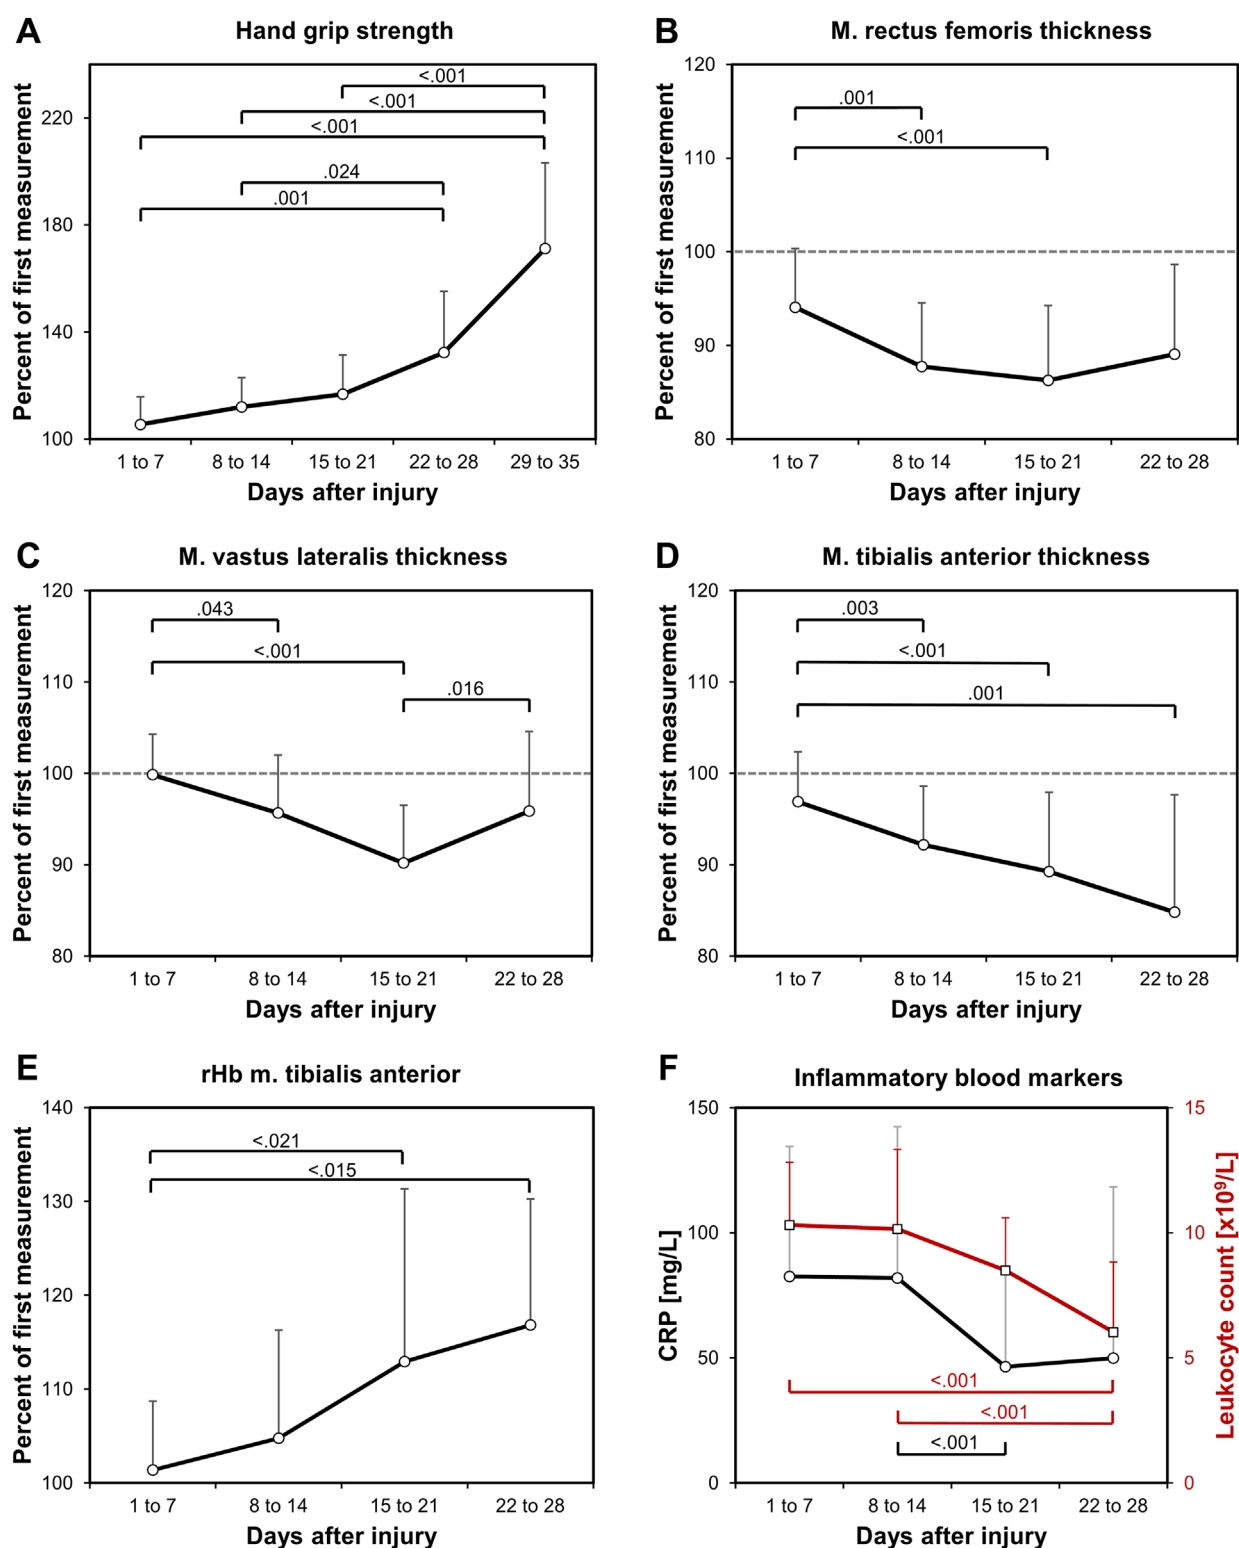 A
Hand grip strength
Percent of first measurement
220
180
140
100
<.001
<.001
<.001
.024
.001
1 to 7
8 to 14
15 to 21
22 to 28
29 to 35
Days after injury
B
M. rectus femoris thickness
Percent of first measurement
120
110
100
90
80
.001
<.001
1 to 7
8 to 14
15 to 21
22 to 28
Days after injury
C
M. vastus lateralis thickness
Percent of first measurement
120
110
100
90
80
.043
<.001
.016
1 to 7
8 to 14
15 to 21
22 to 28
Days after injury
D
M. tibialis anterior thickness
Percent of first measurement
120
110
100
90
80
.003
<.001
.001
1 to 7
8 to 14
15 to 21
22 to 28
Days after injury
E
rHb m. tibialis anterior
Percent of first measurement
140
130
120
110
100
<.021
<.015
1 to 7
8 to 14
15 to 21
22 to 28
Days after injury
F
Inflammatory blood markers
CRP [mg/L]
150
100
50
0
Leukocyte count [x10⁹/L]
15
10
5
0
<.001
<.001
<.001
1 to 7
8 to 14
15 to 21
22 to 28
Days after injury